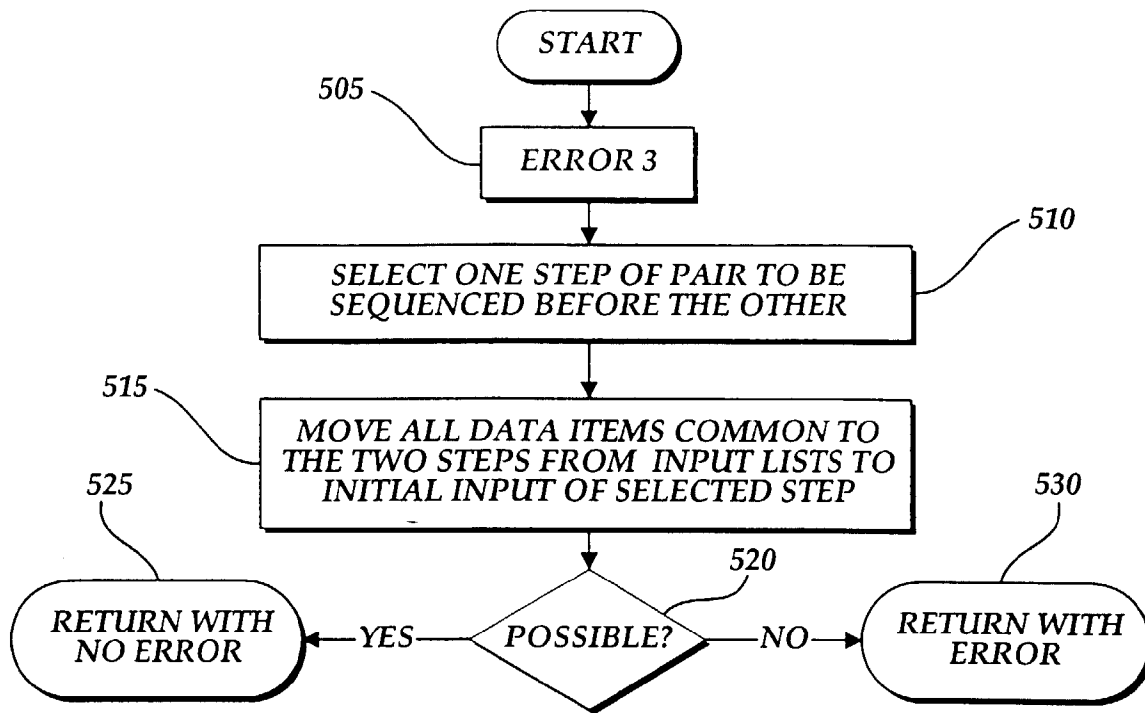 START
505
ERROR 3
510
SELECT ONE STEP OF PAIR TO BE
SEQUENCED BEFORE THE OTHER
515
MOVE ALL DATA ITEMS COMMON TO
THE TWO STEPS FROM INPUT LISTS TO
INITIAL INPUT OF SELECTED STEP
525
530
520
RETURN WITH
NO ERROR
YES
POSSIBLE?
NO
RETURN WITH
ERROR